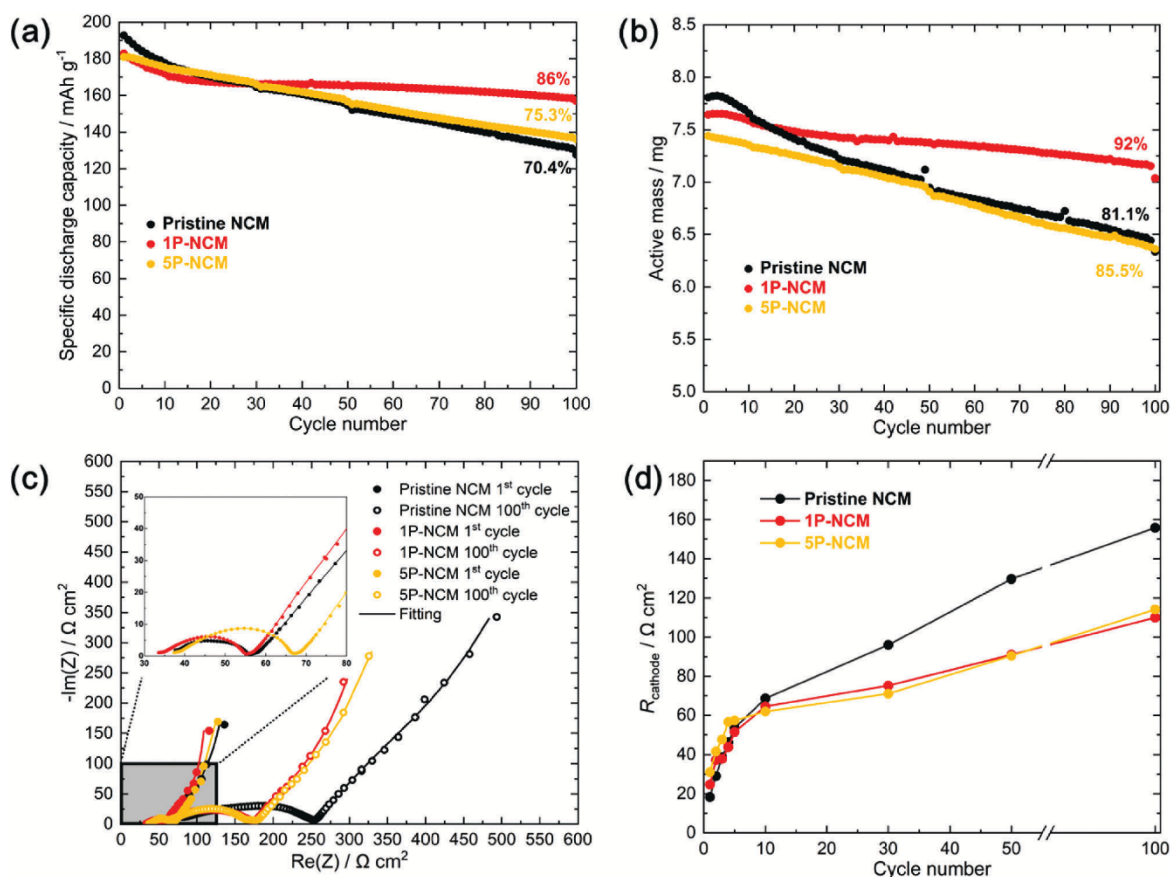 (a)
Specific discharge capacity / mAh g⁻¹
200
180
160
140
120
100
80
60
40
20
0
86%
75.3%
70.4%
Pristine NCM
1P-NCM
5P-NCM
0 10 20 30 40 50 60 70 80 90 100
Cycle number
(b)
Active mass / mg
8.5
8.0
7.5
7.0
6.5
6.0
5.5
5.0
92%
81.1%
85.5%
Pristine NCM
1P-NCM
5P-NCM
0 10 20 30 40 50 60 70 80 90 100
Cycle number
(c)
-Im(Z) / Ω cm²
600
550
500
450
400
350
300
250
200
150
100
50
0
50
40
30
20
10
0
30 40 50 60 70 80
Pristine NCM 1st cycle
Pristine NCM 100th cycle
1P-NCM 1st cycle
1P-NCM 100th cycle
5P-NCM 1st cycle
5P-NCM 100th cycle
Fitting
0 50 100 150 200 250 300 350 400 450 500 550 600
Re(Z) / Ω cm²
(d)
Rcathode / Ω cm²
180
160
140
120
100
80
60
40
20
0
Pristine NCM
1P-NCM
5P-NCM
0 10 20 30 40 50 100
Cycle number